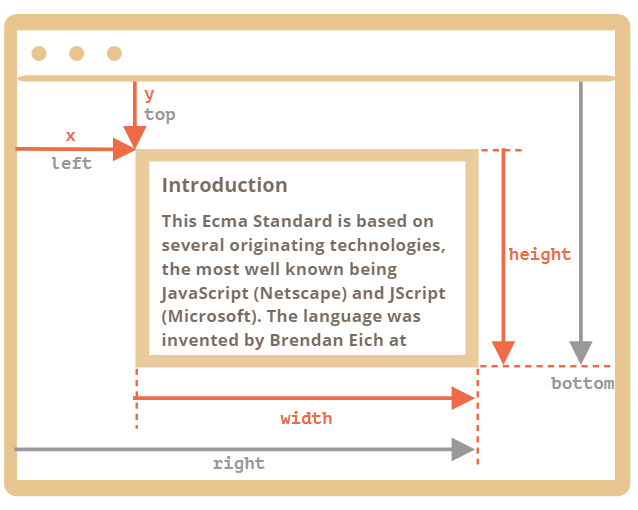 y
top
x
left
Introduction
This Ecma Standard is based on
several originating technologies,
the most well known being
JavaScript (Netscape) and JScript
(Microsoft). The language was
invented by Brendan Eich at
height
bottom
width
right